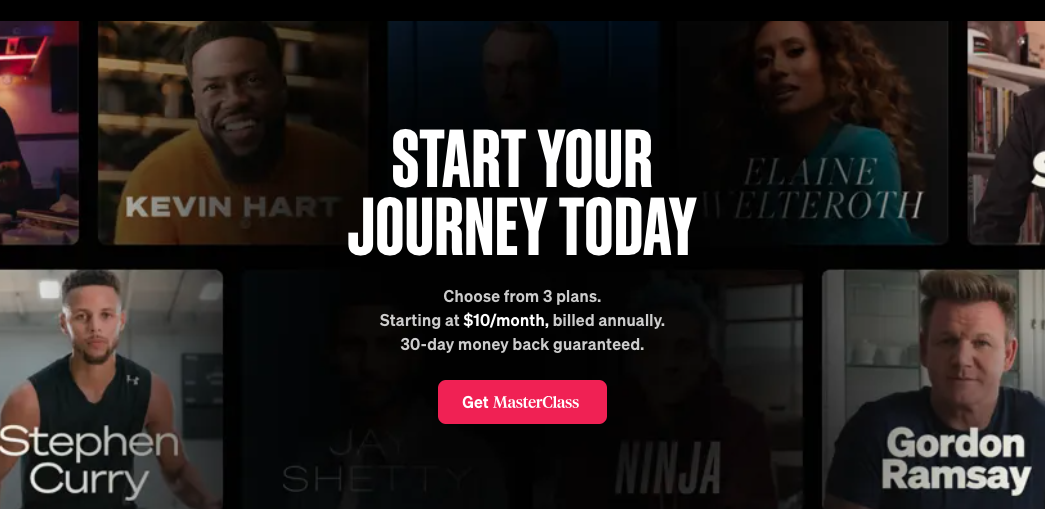 KEVIN HART
ELAINE
WELTEROTH
START YOUR
JOURNEY TODAY
Choose from 3 plans.
Starting at $10/month, billed annually.
30-day money back guaranteed.
Get MasterClass
Stephen
Curry
JAY
SHETTY
NINJA
Gordon
Ramsay